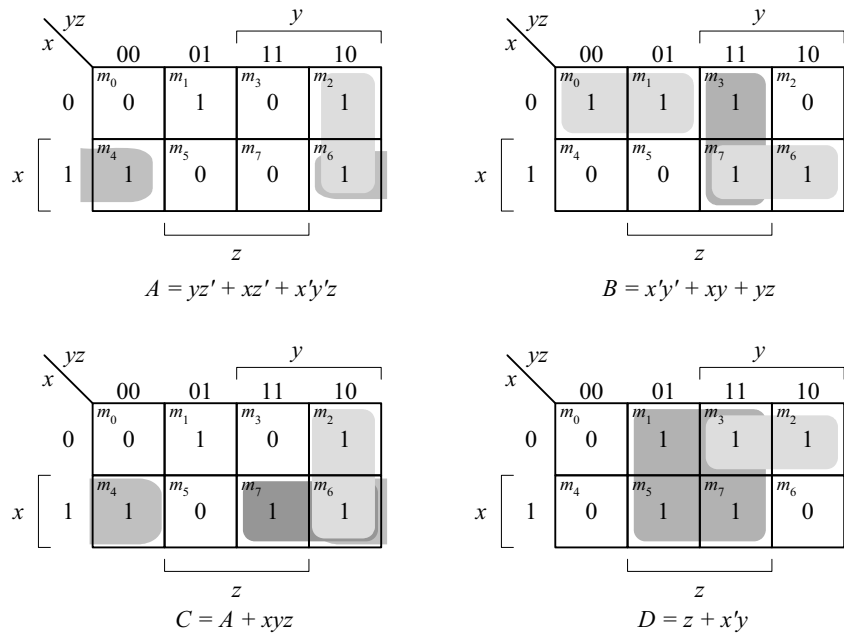 yz y
x 00 01 11 10
m0 m1 m3 m2
0 0 1 0 1
m4 m5 m7 m6
x 1 1 0 0 1
z
A = yz′ + xz′ + x′y′z
yz y
x 00 01 11 10
m0 m1 m3 m2
0 1 1 1 0
m4 m5 m7 m6
x 1 0 0 1 1
z
B = x′y′ + xy + yz
yz y
x 00 01 11 10
m0 m1 m3 m2
0 0 1 0 1
m4 m5 m7 m6
x 1 1 0 1 1
z
C = A + xyz
yz y
x 00 01 11 10
m0 m1 m3 m2
0 0 1 1 1
m4 m5 m7 m6
x 1 0 1 1 0
z
D = z + x′y